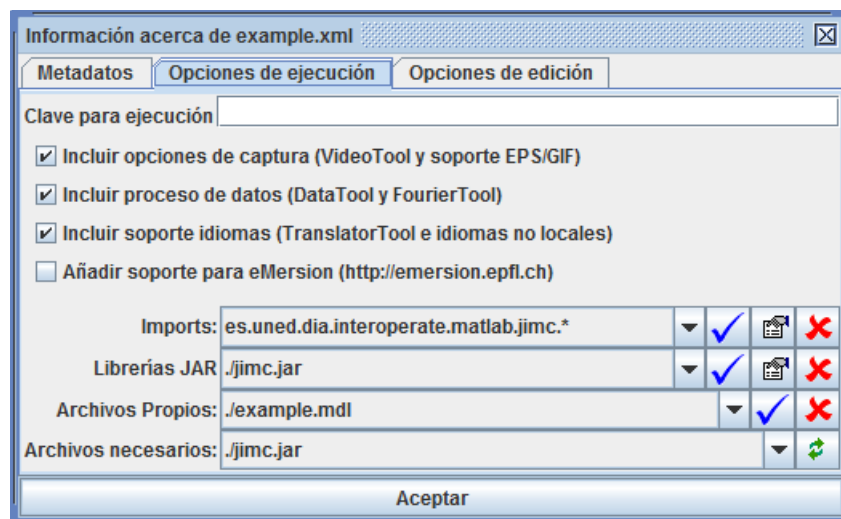 Información acerca de example.xml
Metadatos Opciones de ejecución Opciones de edición
Clave para ejecución
Incluir opciones de captura (VideoTool y soporte EPS/GIF)
Incluir proceso de datos (DataTool y FourierTool)
Incluir soporte idiomas (TranslatorTool e idiomas no locales)
Añadir soporte para eMersion (http://emersion.epfl.ch)
Imports: es.uned.dia.interoperate.matlab.jimc.*
Librerías JAR ./jimc.jar
Archivos Propios: ./example.mdl
Archivos necesarios: ./jimc.jar
Aceptar